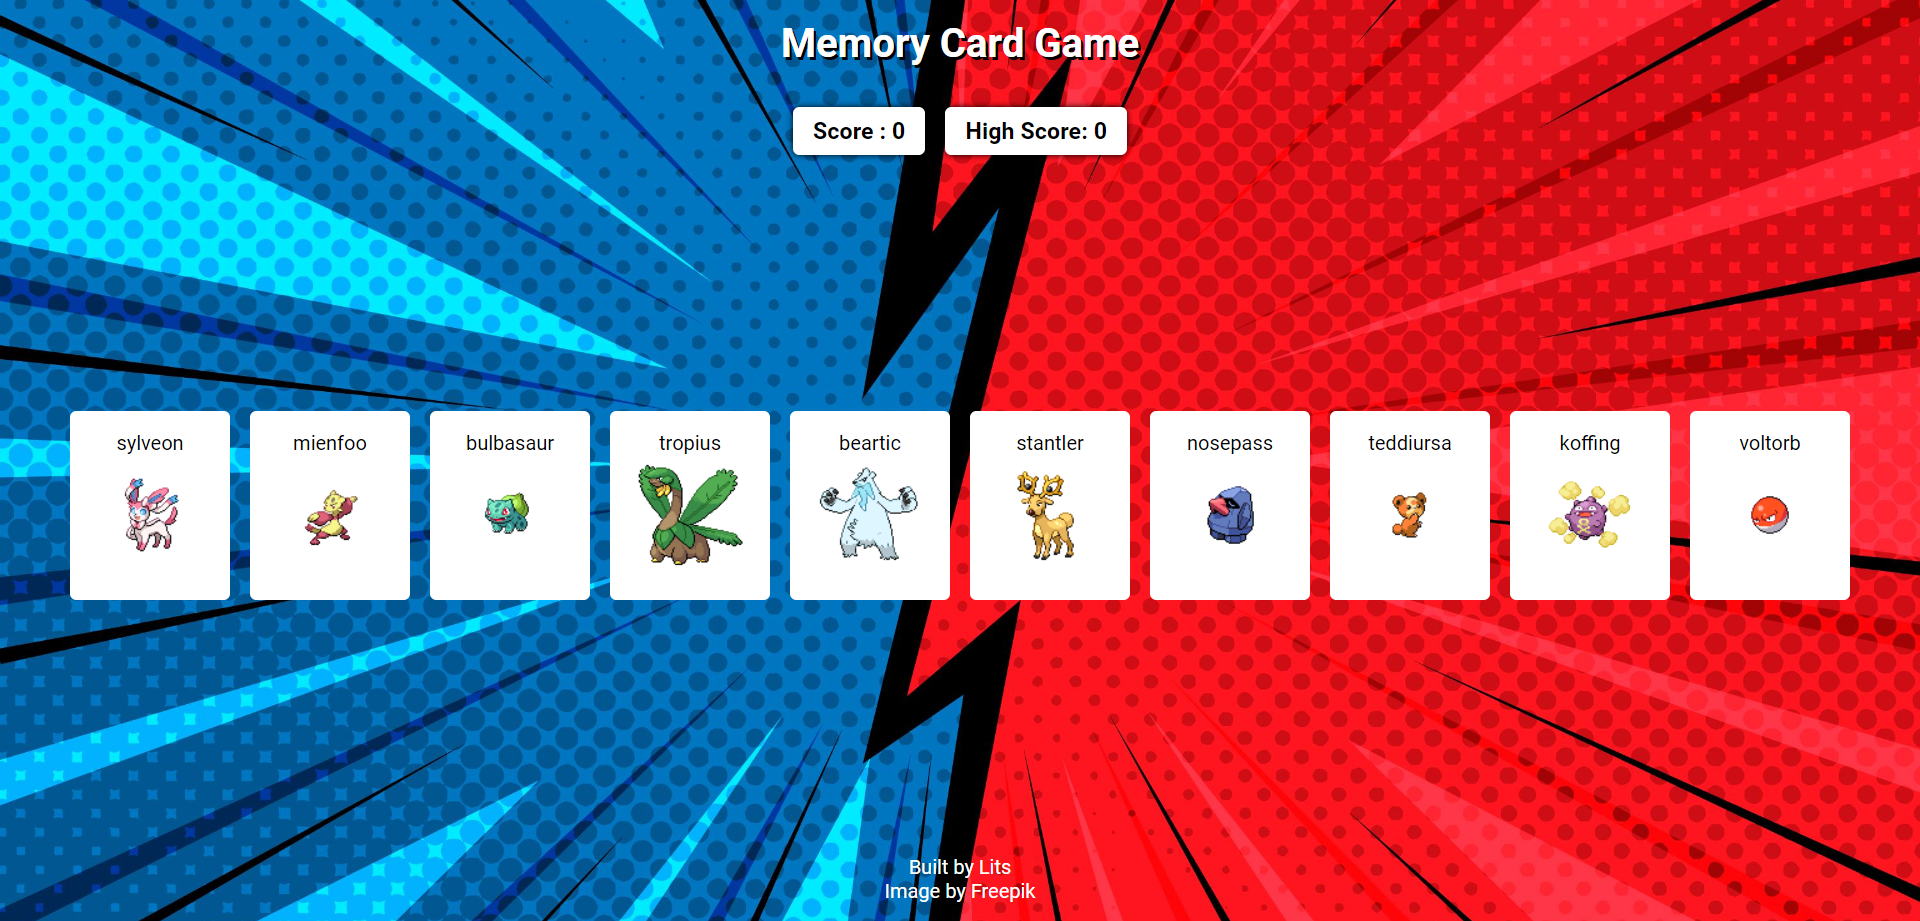 Memory Card Game
Score : 0
High Score: 0
sylveon
mienfoo
bulbasaur
tropius
beartic
stantler
nosepass
teddiursa
koffing
voltorb
Built by Lits
Image by Freepik